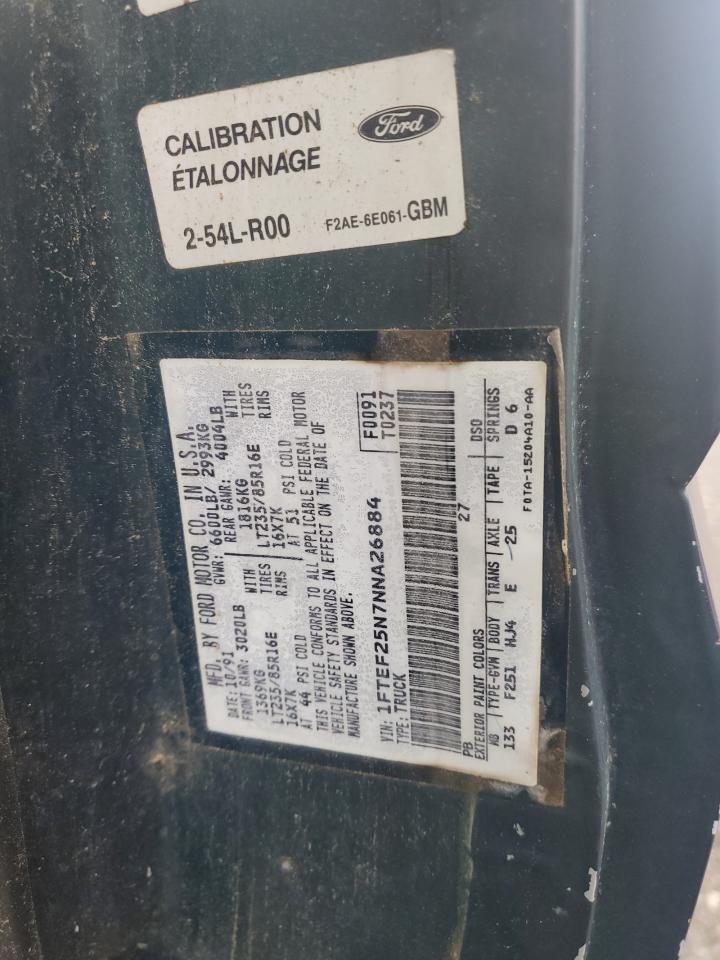 CALIBRATION
Ford
ÉTALONNAGE
2-54L-R00 F2AE-6E061-GBM
MFD. BY FORD MOTOR CO. IN U.S.A.
DATE: 10/91 GVWR: 6600LB/ 2993KG
FRONT GAWR: 3020LB REAR GAWR: 4004LB
1369KG WITH 1816KG WITH
LT235/85R16E TIRES LT235/85R16E TIRES
16X7K RIMS 16X7K RIMS
AT 44 PSI COLD AT 51 PSI COLD
THIS VEHICLE CONFORMS TO ALL APPLICABLE FEDERAL MOTOR
VEHICLE SAFETY STANDARDS IN EFFECT ON THE DATE OF
MANUFACTURE SHOWN ABOVE.
VIN: 1FTEF25N7NNA26884 F0091
TYPE: TRUCK T0237
PB 27
EXTERIOR PAINT COLORS DSO
WB TYPE-GVW BODY TRANS AXLE TAPE SPRINGS
133 F251 MJ4 E 25 D 6
F0TA-15204A10-AA